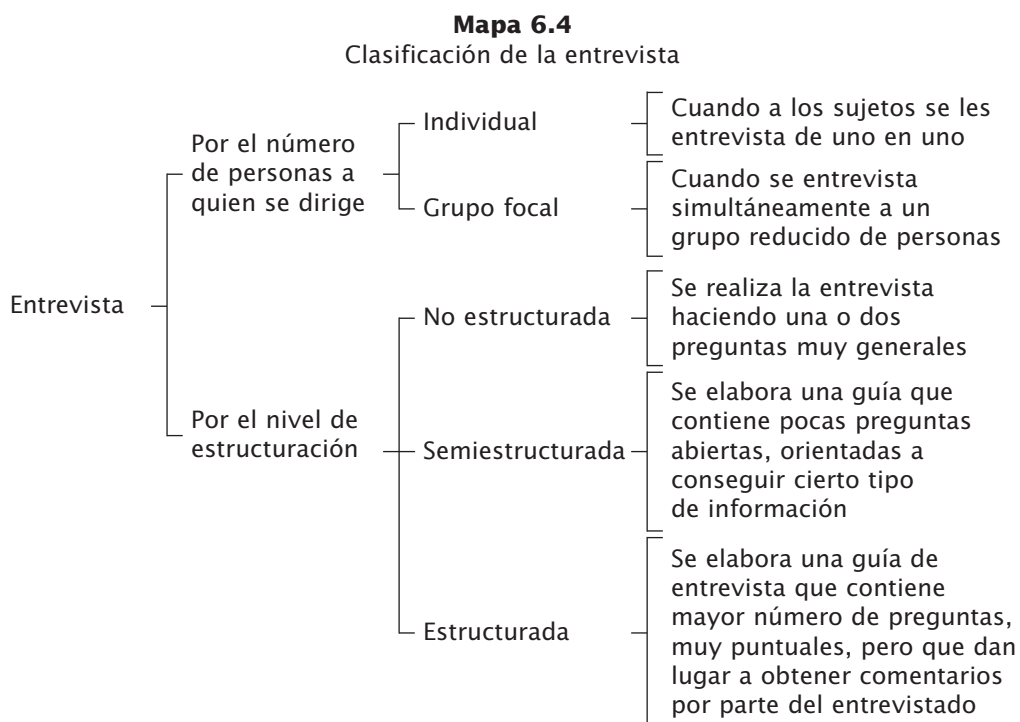 Mapa 6.4
Clasificación de la entrevista
Entrevista
Por el número
de personas a
quien se dirige
Individual
Cuando a los sujetos se les
entrevista de uno en uno
Grupo focal
Cuando se entrevista
simultáneamente a un
grupo reducido de personas
Por el nivel de
estructuración
No estructurada
Se realiza la entrevista
haciendo una o dos
preguntas muy generales
Semiestructurada
Se elabora una guía que
contiene pocas preguntas
abiertas, orientadas a
conseguir cierto tipo
de información
Estructurada
Se elabora una guía de
entrevista que contiene
mayor número de preguntas,
muy puntuales, pero que dan
lugar a obtener comentarios
por parte del entrevistado